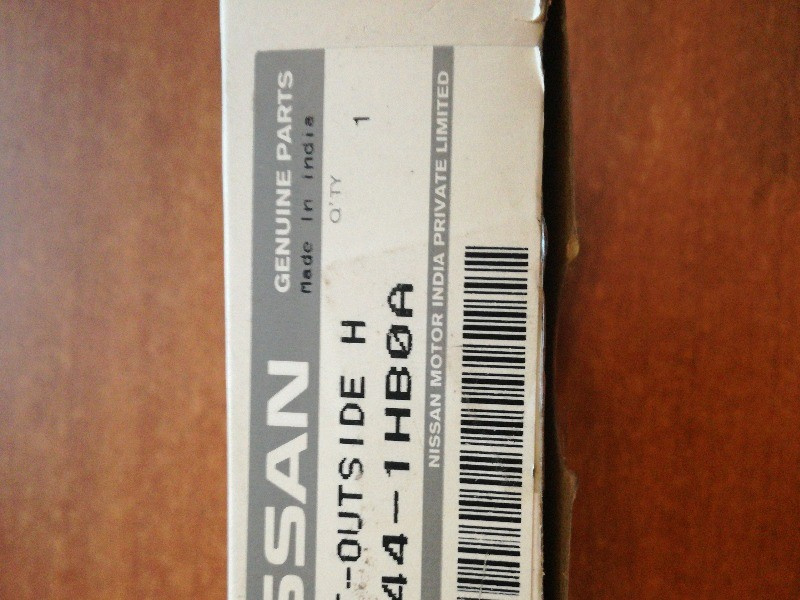 SSAN
GENUINE PARTS
Made in india
Q'TY
-OUTSIDE H
1
44-1HB0A
NISSAN MOTOR INDIA PRIVATE LIMITED